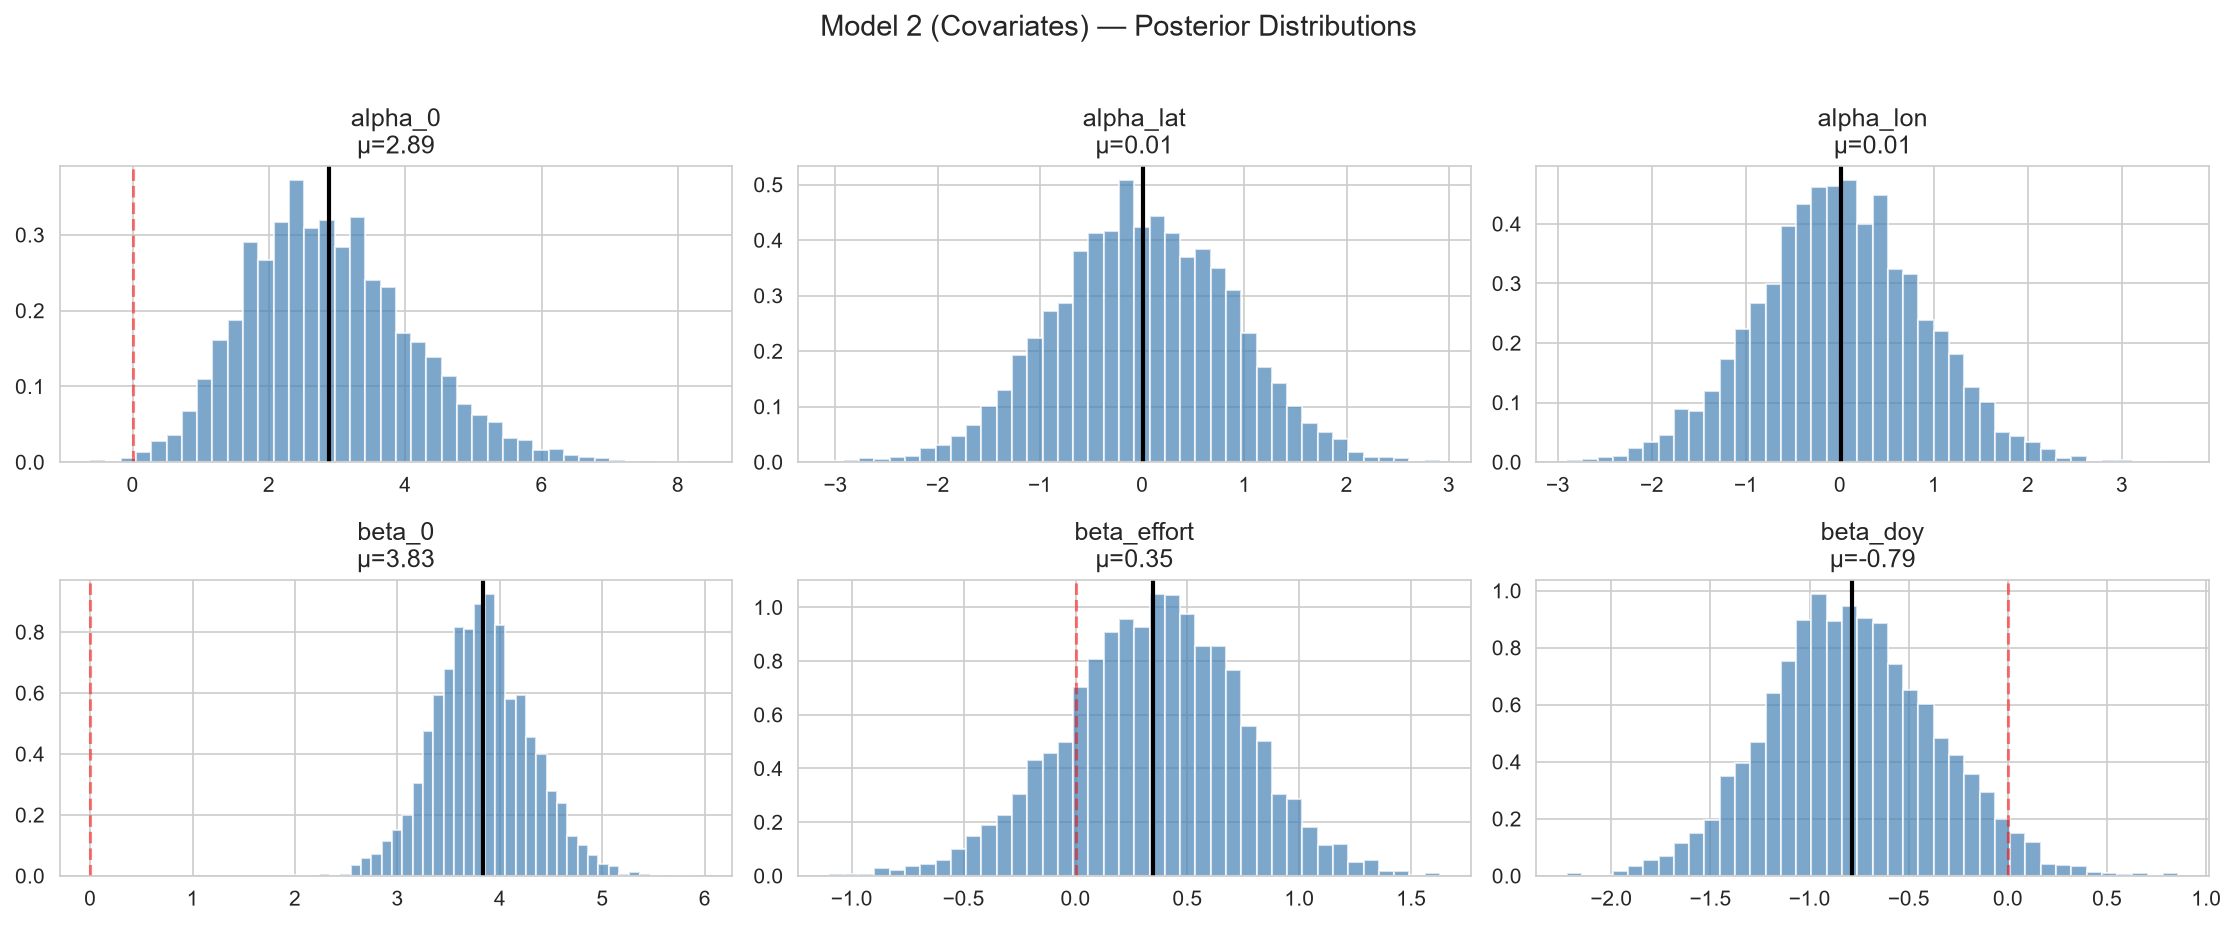 Model 2 (Covariates) — Posterior Distributions
alpha_0
μ=2.89
0.3
0.2
0.1
0.0
0 2 4 6 8
alpha_lat
μ=0.01
0.5
0.4
0.3
0.2
0.1
0.0
−3 −2 −1 0 1 2 3
alpha_lon
μ=0.01
0.4
0.3
0.2
0.1
0.0
−3 −2 −1 0 1 2 3
beta_0
μ=3.83
0.8
0.6
0.4
0.2
0.0
0 1 2 3 4 5 6
beta_effort
μ=0.35
1.0
0.8
0.6
0.4
0.2
0.0
−1.0 −0.5 0.0 0.5 1.0 1.5
beta_doy
μ=-0.79
1.0
0.8
0.6
0.4
0.2
0.0
−2.0 −1.5 −1.0 −0.5 0.0 0.5 1.0